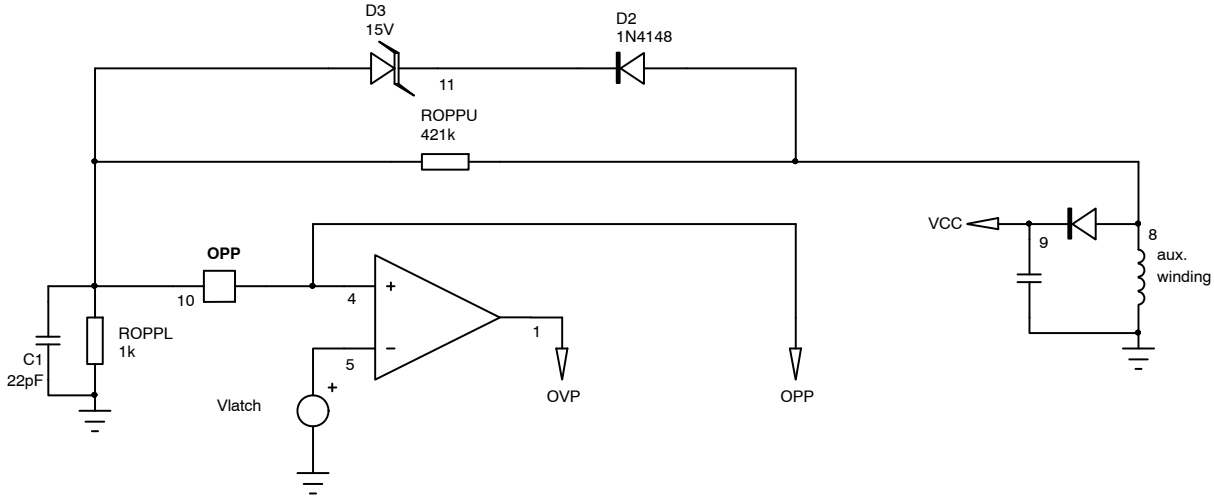 D3
15V
D2
1N4148
11
ROPPU
421k
VCC
9
8
aux.
winding
OPP
10
4
+
ROPPL
1k
C1
22pF
5
−
1
+
Vlatch
OVP
OPP